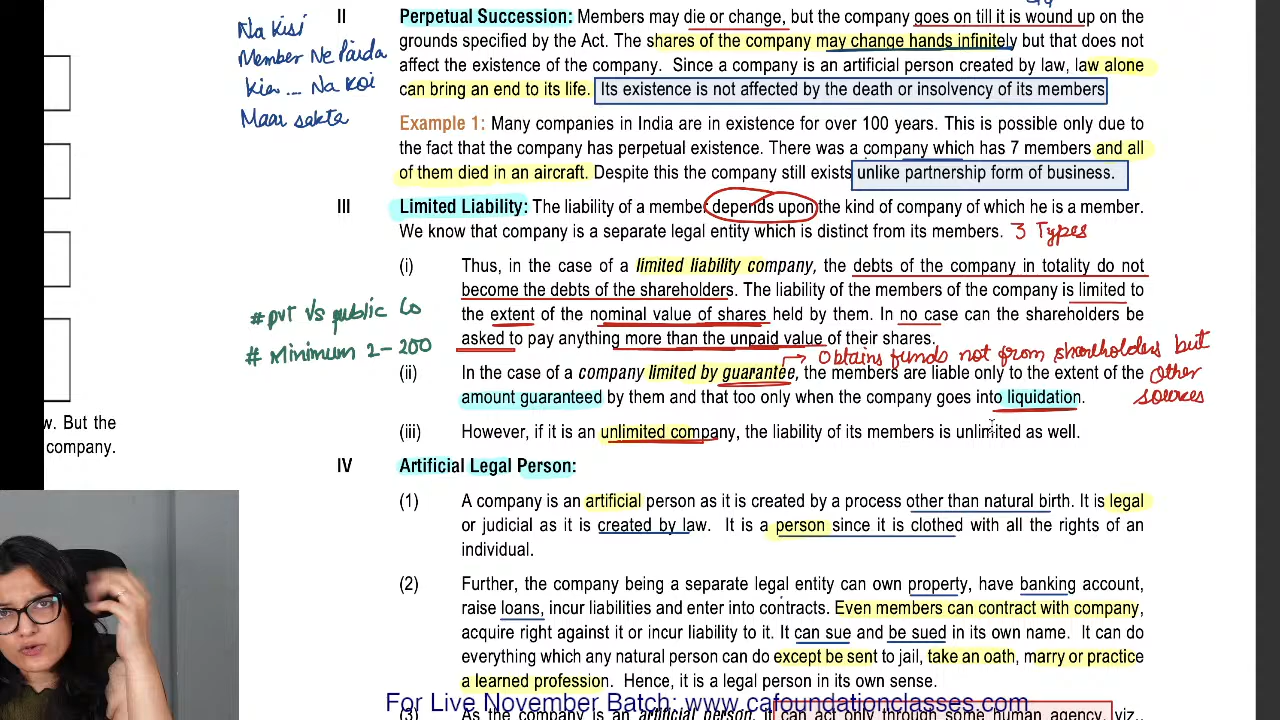 II Perpetual Succession: Members may die or change, but the company goes on till it is wound up on the
grounds specified by the Act. The shares of the company may change hands infinitely but that does not
affect the existence of the company. Since a company is an artificial person created by law, law alone
can bring an end to its life. Its existence is not affected by the death or insolvency of its members
Na Kisi
Member Ne Paida
kia ... Na Koi
Maar sakta
Example 1: Many companies in India are in existence for over 100 years. This is possible only due to
the fact that the company has perpetual existence. There was a company which has 7 members and all
of them died in an aircraft. Despite this the company still exists unlike partnership form of business.
III Limited Liability: The liability of a member depends upon the kind of company of which he is a member.
We know that company is a separate legal entity which is distinct from its members. 3 Types
(i) Thus, in the case of a limited liability company, the debts of the company in totality do not
become the debts of the shareholders. The liability of the members of the company is limited to
the extent of the nominal value of shares held by them. In no case can the shareholders be
asked to pay anything more than the unpaid value of their shares.
# pvt Vs public Co
# Minimum 2-200
→ Obtains funds not from shareholders but
other
sources
(ii) In the case of a company limited by guarantee, the members are liable only to the extent of the
amount guaranteed by them and that too only when the company goes into liquidation.
(iii) However, if it is an unlimited company, the liability of its members is unlimited as well.
w. But the
company.
IV Artificial Legal Person:
(1) A company is an artificial person as it is created by a process other than natural birth. It is legal
or judicial as it is created by law. It is a person since it is clothed with all the rights of an
individual.
(2) Further, the company being a separate legal entity can own property, have banking account,
raise loans, incur liabilities and enter into contracts. Even members can contract with company,
acquire right against it or incur liability to it. It can sue and be sued in its own name. It can do
everything which any natural person can do except be sent to jail, take an oath, marry or practice
a learned profession. Hence, it is a legal person in its own sense.
For Live November Batch: www.cafoundationclasses.com
(3) As the company is an artificial person, it can act only through some human agency, viz.,